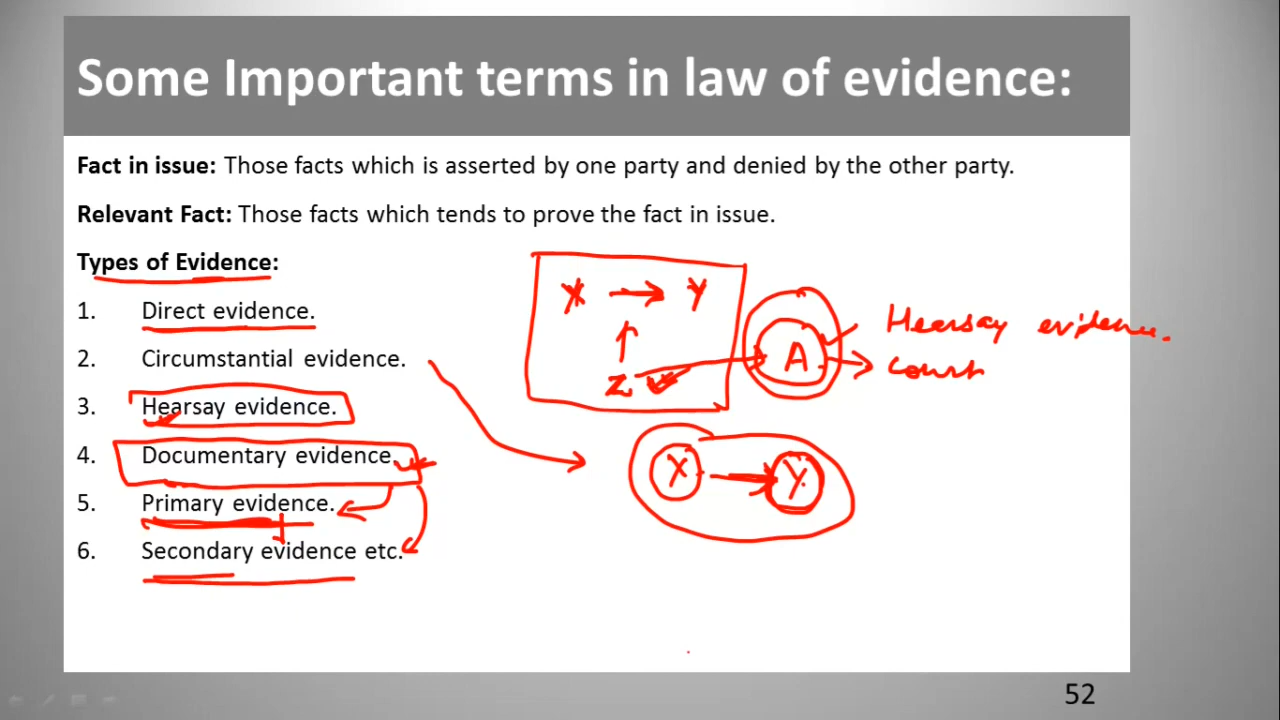 Some Important terms in law of evidence:
Fact in issue: Those facts which is asserted by one party and denied by the other party.
Relevant Fact: Those facts which tends to prove the fact in issue.
Types of Evidence:
1. Direct evidence.
2. Circumstantial evidence.
3. Hearsay evidence.
4. Documentary evidence.
5. Primary evidence.
6. Secondary evidence etc.
X → Y
↑
Z
A
Hearsay evidence.
court
X → Y
52